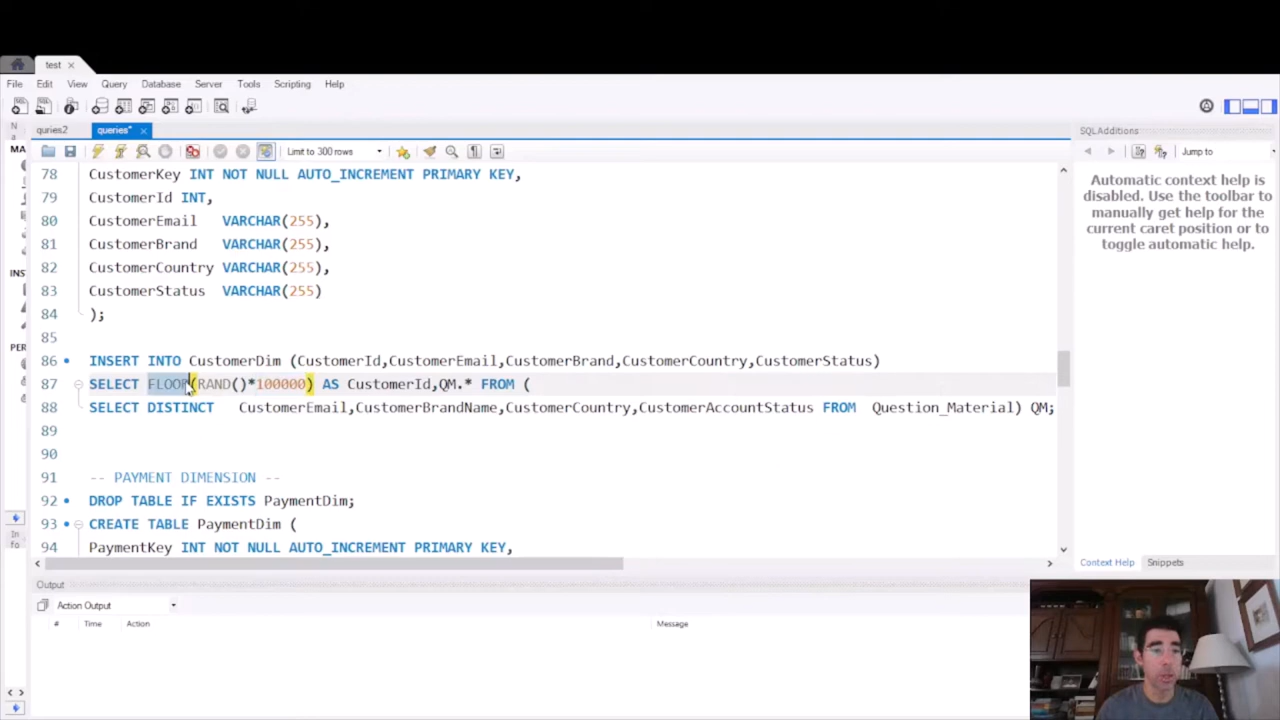 test
File Edit View Query Database Server Tools Scripting Help
N
a
quries2 queries*
SQLAdditions
MA
Limit to 300 rows
Jump to
78 CustomerKey INT NOT NULL AUTO_INCREMENT PRIMARY KEY,
79 CustomerId INT,
80 CustomerEmail VARCHAR(255),
81 CustomerBrand VARCHAR(255),
82 CustomerCountry VARCHAR(255),
83 CustomerStatus VARCHAR(255)
84 );
85
86 INSERT INTO CustomerDim (CustomerId,CustomerEmail,CustomerBrand,CustomerCountry,CustomerStatus)
87 SELECT FLOOR(RAND()*100000) AS CustomerId,QM.* FROM (
88 SELECT DISTINCT CustomerEmail,CustomerBrandName,CustomerCountry,CustomerAccountStatus FROM Question_Material) QM;
89
90
91 -- PAYMENT DIMENSION --
92 DROP TABLE IF EXISTS PaymentDim;
93 CREATE TABLE PaymentDim (
94 PaymentKey INT NOT NULL AUTO_INCREMENT PRIMARY KEY,
Automatic context help is
disabled. Use the toolbar to
manually get help for the
current caret position or to
toggle automatic help.
INS
PER
In
fo
Context Help Snippets
Output
Action Output
# Time Action Message